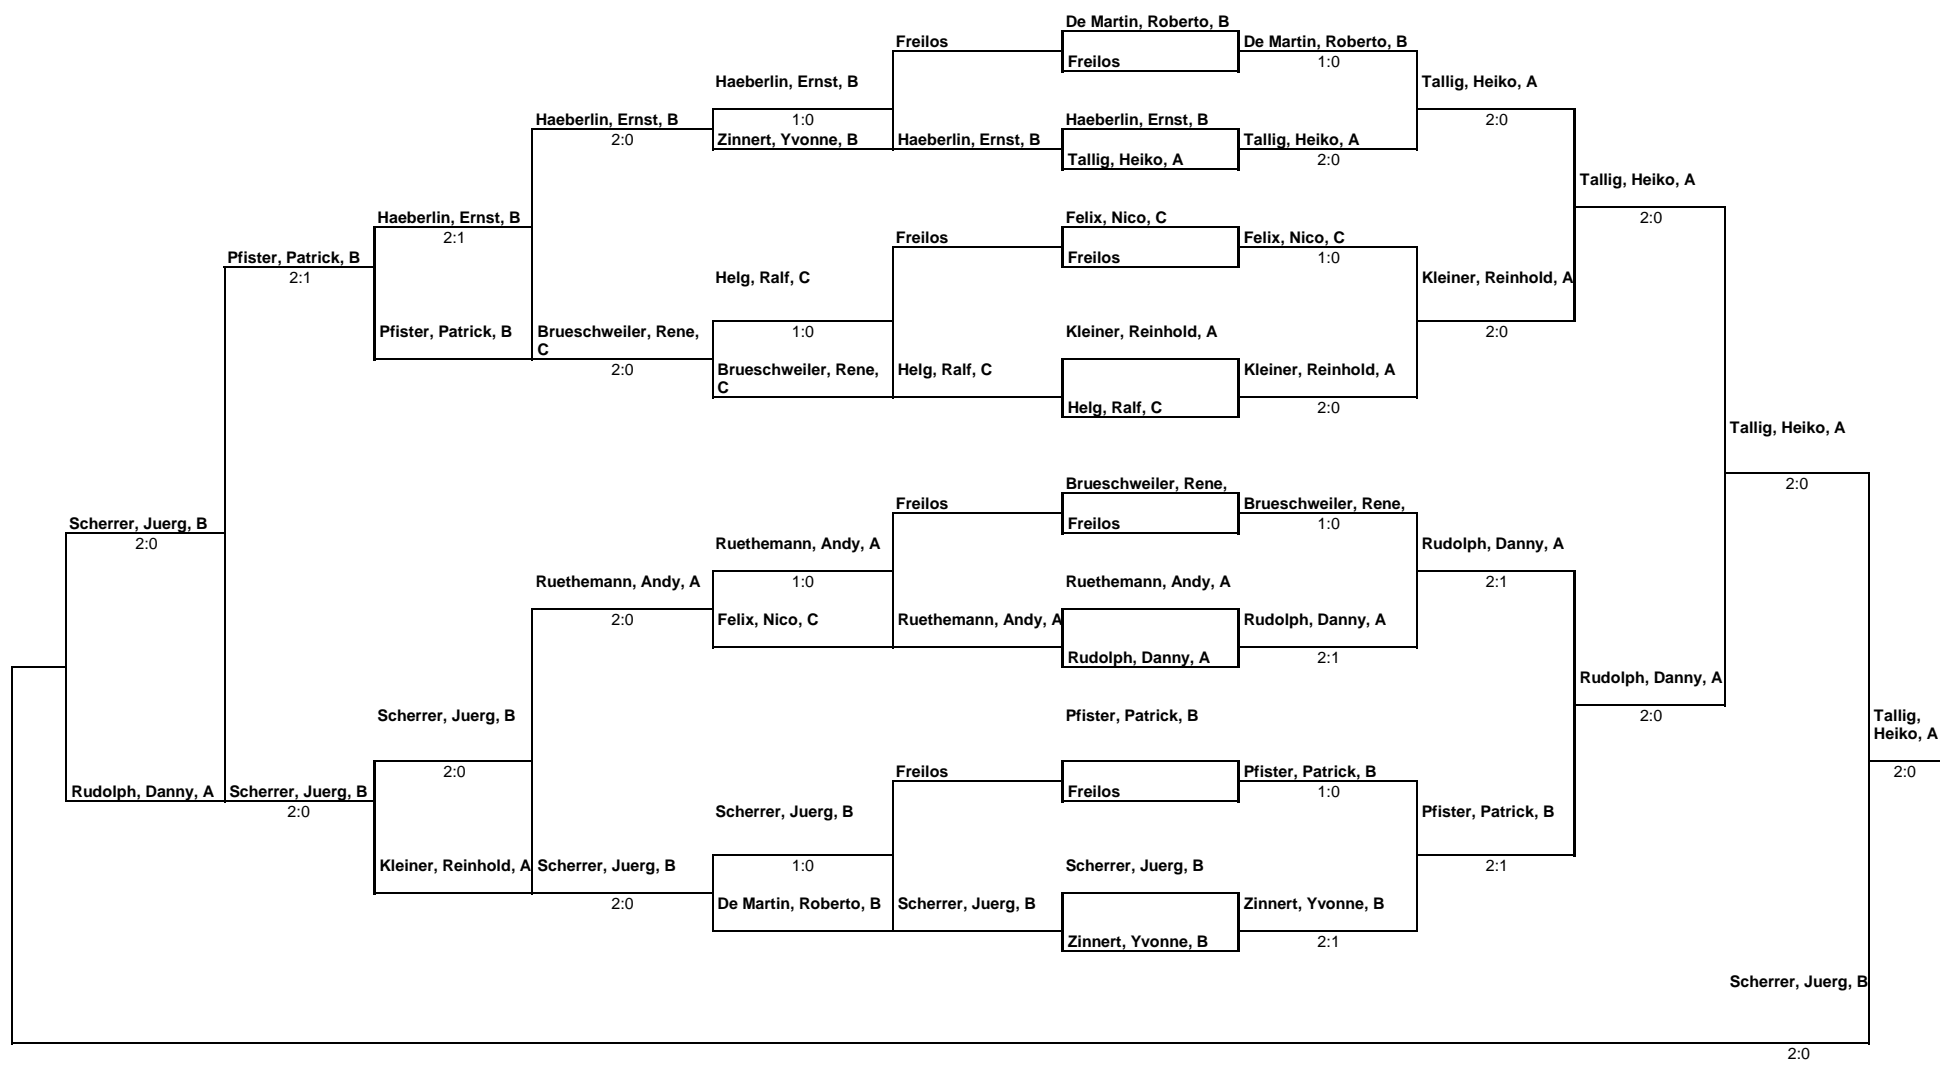 De Martin, Roberto, B
Freilos
De Martin, Roberto, B
Freilos
1:0
Haeberlin, Ernst, B
Tallig, Heiko, A
Haeberlin, Ernst, B
1:0
Haeberlin, Ernst, B
2:0
2:0
Zinnert, Yvonne, B
Haeberlin, Ernst, B
Tallig, Heiko, A
2:0
Tallig, Heiko, A
2:0
Tallig, Heiko, A
Haeberlin, Ernst, B
Felix, Nico, C
2:0
2:1
Freilos
Felix, Nico, C
Pfister, Patrick, B
Freilos
1:0
2:1
Helg, Ralf, C
Kleiner, Reinhold, A
Pfister, Patrick, B
Brueschweiler, Rene,
C
1:0
Kleiner, Reinhold, A
2:0
2:0
Brueschweiler, Rene,
C
Helg, Ralf, C
Kleiner, Reinhold, A
Helg, Ralf, C
2:0
Tallig, Heiko, A
Brueschweiler, Rene,
2:0
Freilos
Brueschweiler, Rene,
Scherrer, Juerg, B
Freilos
1:0
2:0
Ruethemann, Andy, A
Rudolph, Danny, A
Ruethemann, Andy, A
1:0
Ruethemann, Andy, A
2:1
2:0
Felix, Nico, C
Ruethemann, Andy, A
Rudolph, Danny, A
Rudolph, Danny, A
2:1
Rudolph, Danny, A
Scherrer, Juerg, B
Pfister, Patrick, B
2:0
Tallig,
Heiko, A
2:0
Freilos
Pfister, Patrick, B
2:0
Rudolph, Danny, A
Scherrer, Juerg, B
Freilos
1:0
2:0
Scherrer, Juerg, B
Pfister, Patrick, B
Kleiner, Reinhold, A
Scherrer, Juerg, B
1:0
Scherrer, Juerg, B
2:1
2:0
De Martin, Roberto, B
Scherrer, Juerg, B
Zinnert, Yvonne, B
Zinnert, Yvonne, B
2:1
Scherrer, Juerg, B
2:0